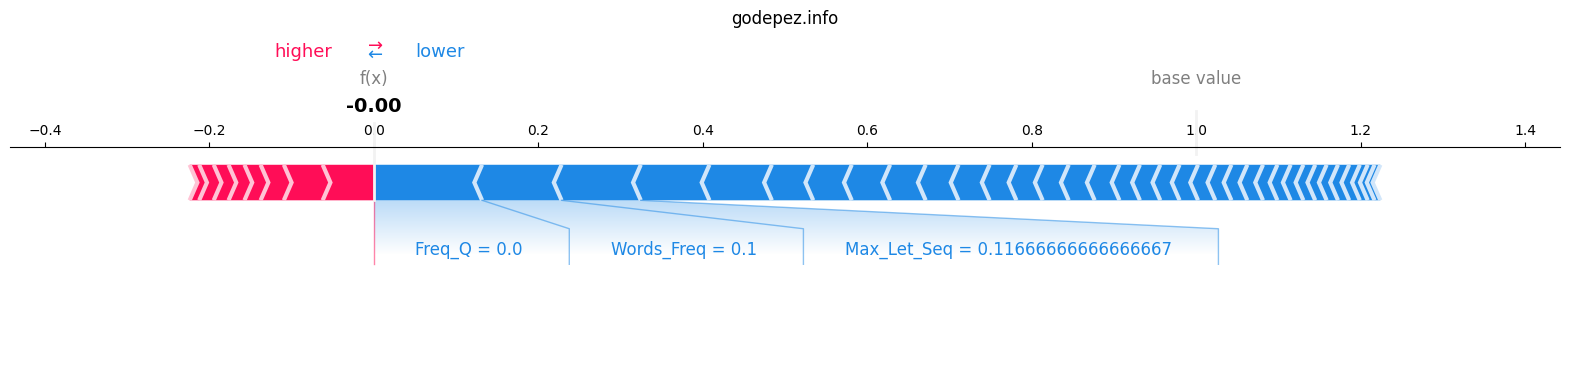 godepez.info
higher ⇄ lower
f(x) base value
-0.00
−0.4 −0.2 0.0 0.2 0.4 0.6 0.8 1.0 1.2 1.4
Freq_Q = 0.0 Words_Freq = 0.1 Max_Let_Seq = 0.11666666666666667